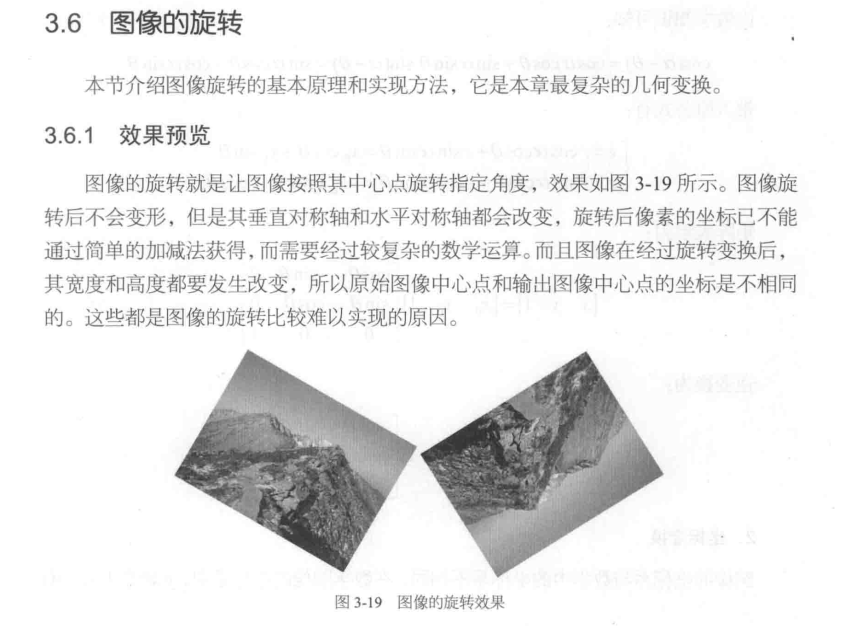 3.6 图像的旋转
本节介绍图像旋转的基本原理和实现方法，它是本章最复杂的几何变换。
3.6.1 效果预览
图像的旋转就是让图像按照其中心点旋转指定角度，效果如图 3-19 所示。图像旋
转后不会变形，但是其垂直对称轴和水平对称轴都会改变，旋转后像素的坐标已不能
通过简单的加减法获得，而需要经过较复杂的数学运算。而且图像在经过旋转变换后，
其宽度和高度都要发生改变，所以原始图像中心点和输出图像中心点的坐标是不相同
的。这些都是图像的旋转比较难以实现的原因。
图 3-19 图像的旋转效果